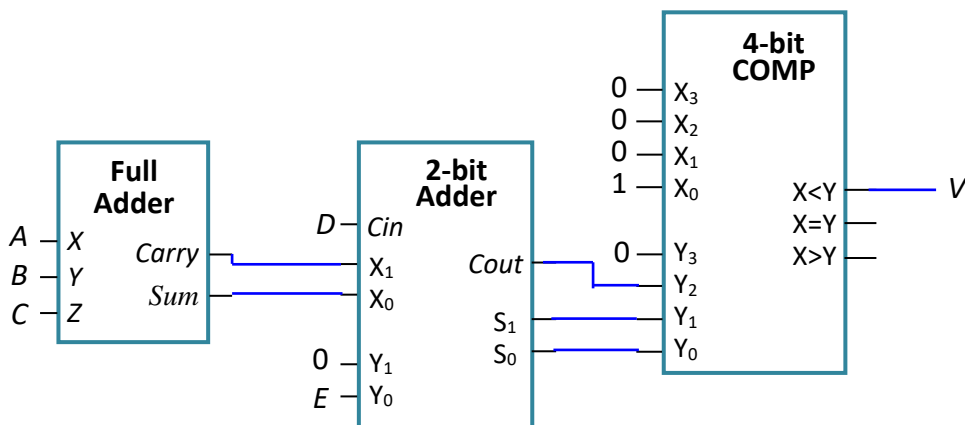 4-bit
COMP
0 X3
0 X2
0 X1
1 X0
X<Y V
X=Y
X>Y
0 Y3
Y2
Y1
Y0
Full
Adder
A X
B Y
C Z
Carry
Sum
2-bit
Adder
D Cin
X1
X0
0 Y1
E Y0
Cout
S1
S0